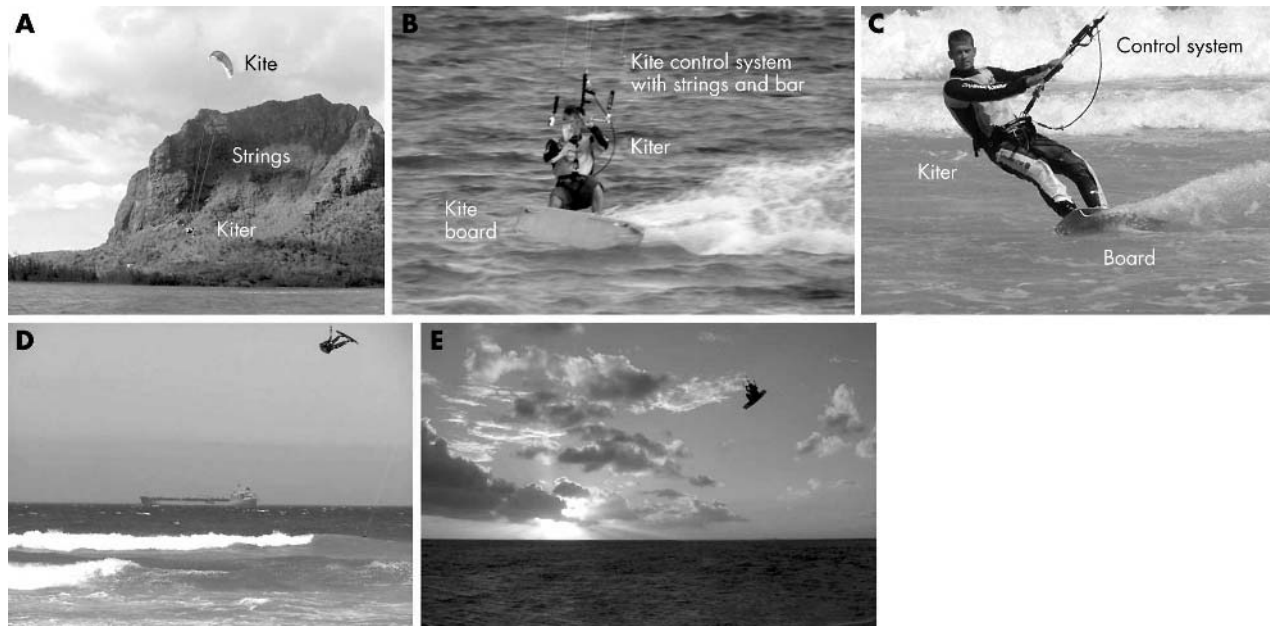 A
Kite
Strings
Kiter
B
Kite control system
with strings and bar
Kiter
Kite
board
C
Control system
Kiter
Board
D
E